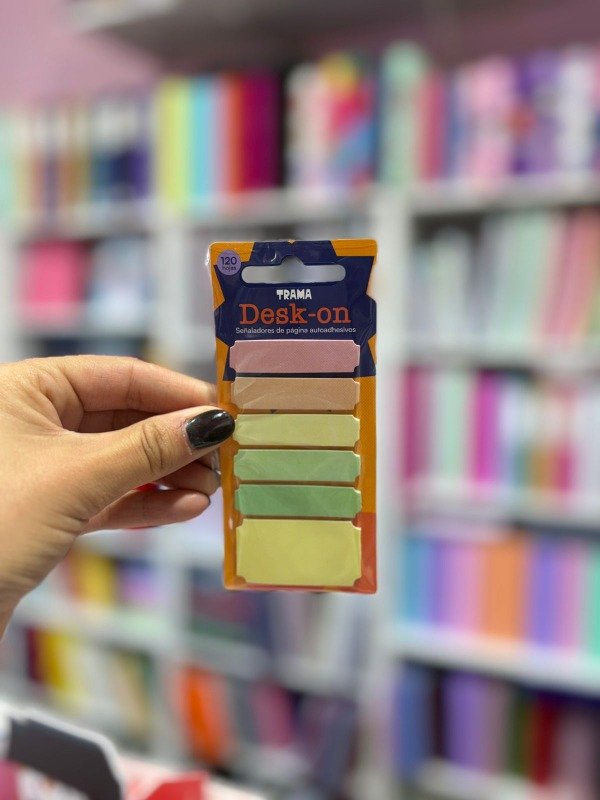 120
hojas
TRAMA
Desk-on
Señaladores de página autoadhesivos